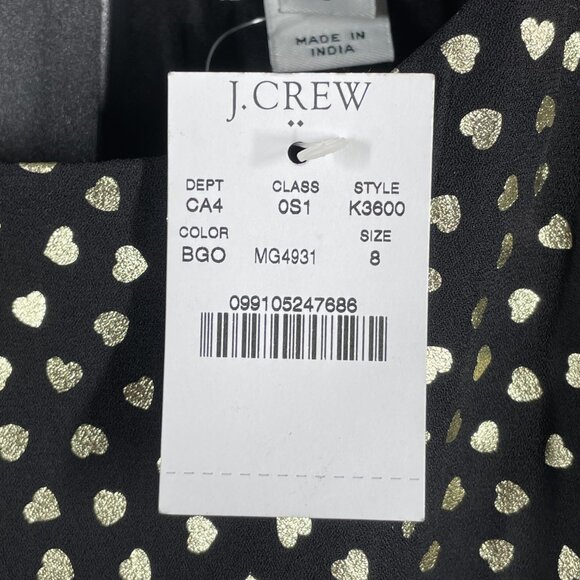 MADE IN
INDIA
J.CREW
DEPT CLASS STYLE
CA4 0S1 K3600
COLOR SIZE
BGO MG4931 8
099105247686